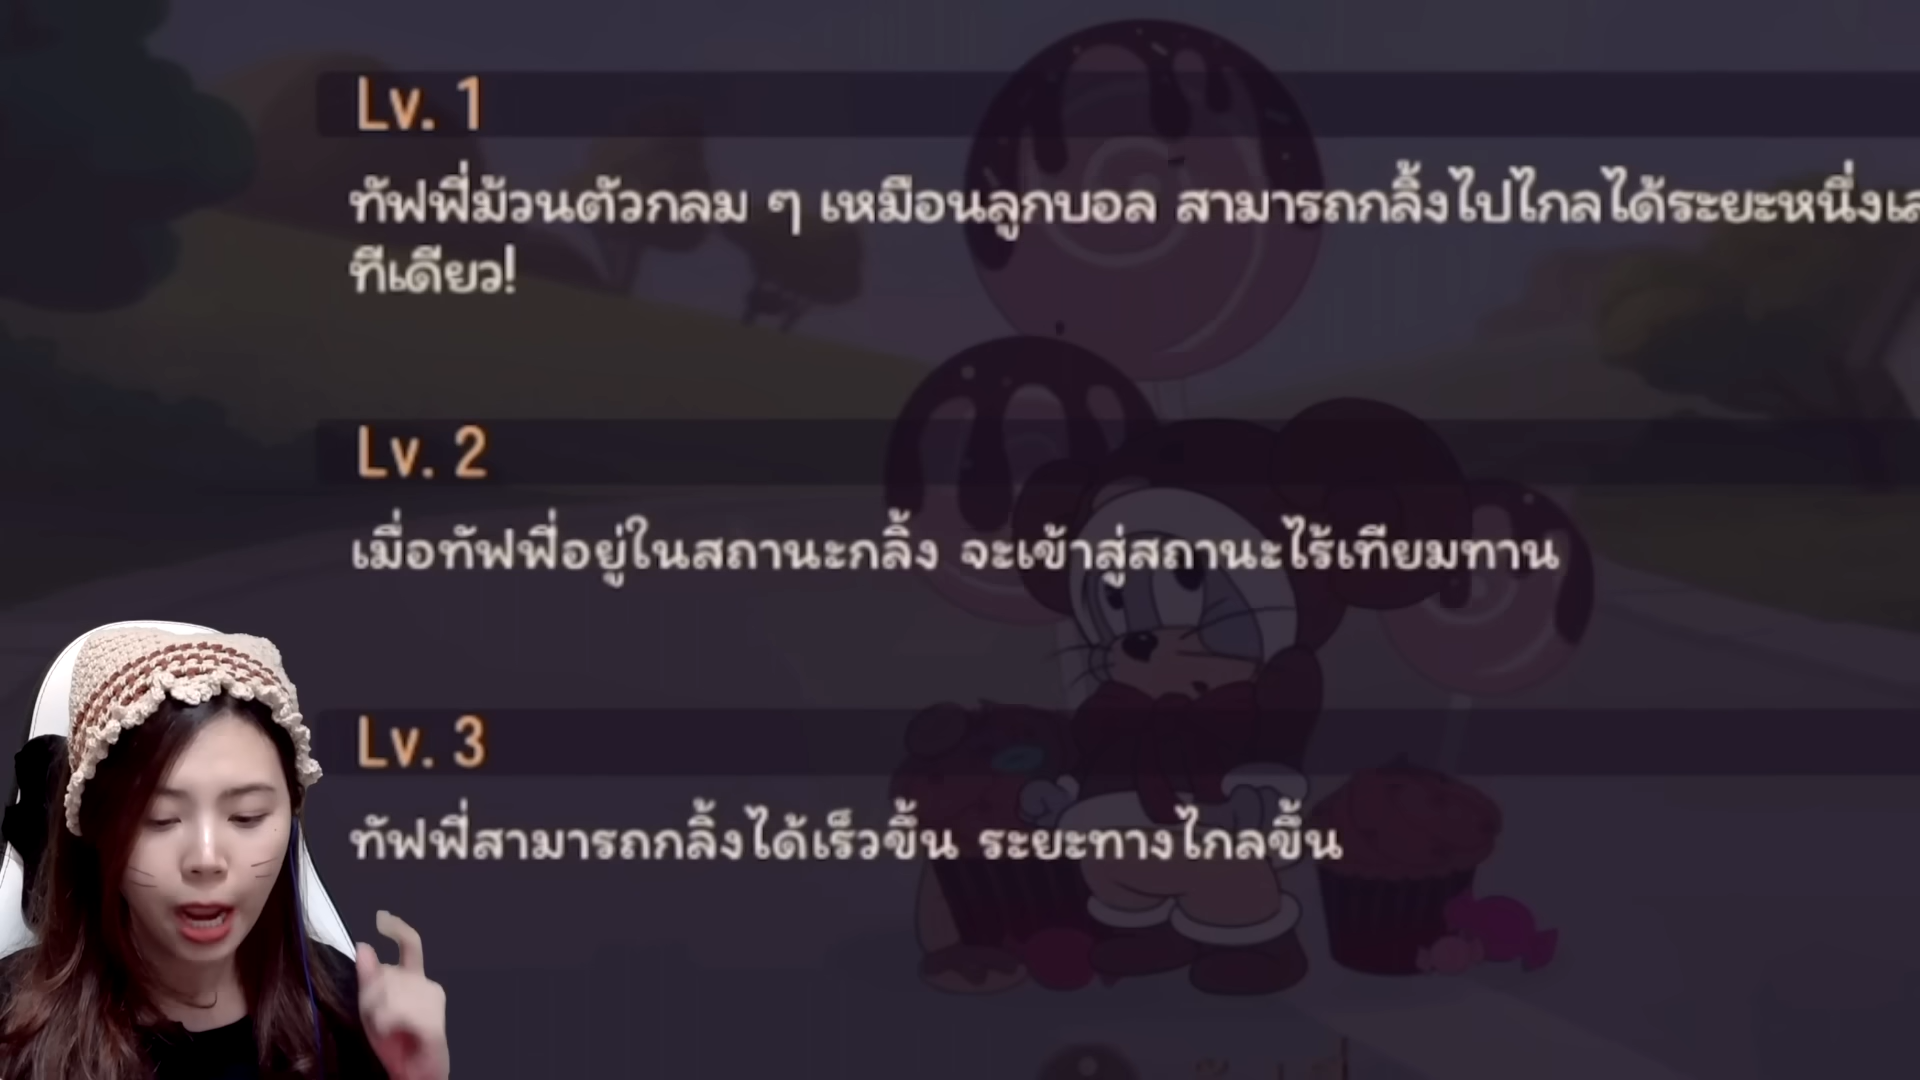 Lv. 1
ทัฟฟี่ม้วนตัวกลม ๆ เหมือนลูกบอล สามารถกลิ้งไปไกลได้ระยะหนึ่ง
ทีเดียว!
Lv. 2
เมื่อทัฟฟี่อยู่ในสถานะกลิ้ง จะเข้าสู่สถานะไร้เทียมทาน
Lv. 3
ทัฟฟี่สามารถกลิ้งได้เร็วขึ้น ระยะทางไกลขึ้น